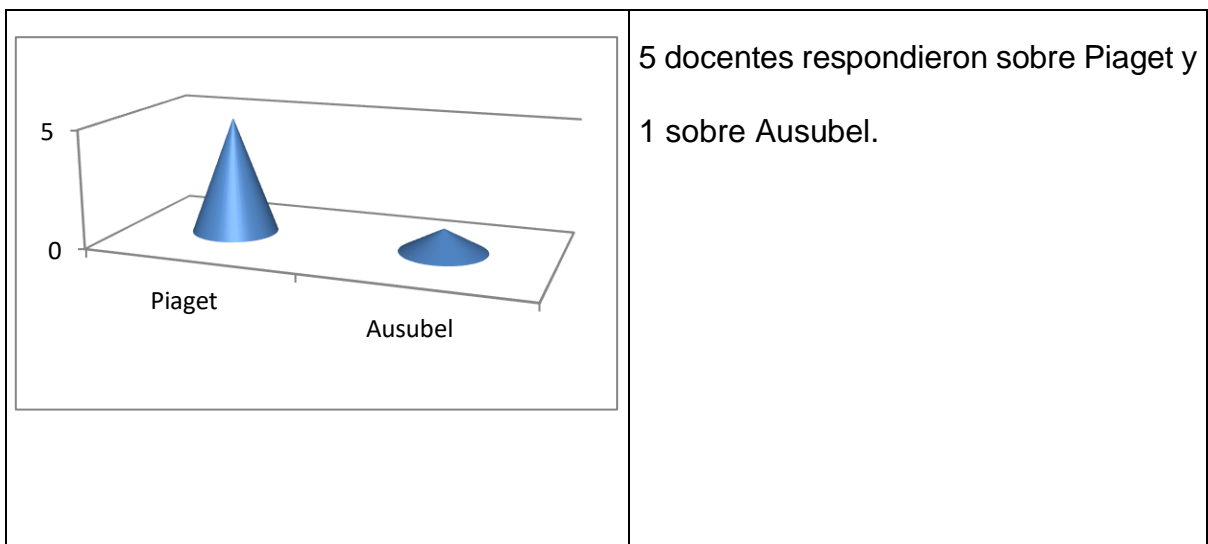 5
0
Piaget
Ausubel
5 docentes respondieron sobre Piaget y
1 sobre Ausubel.